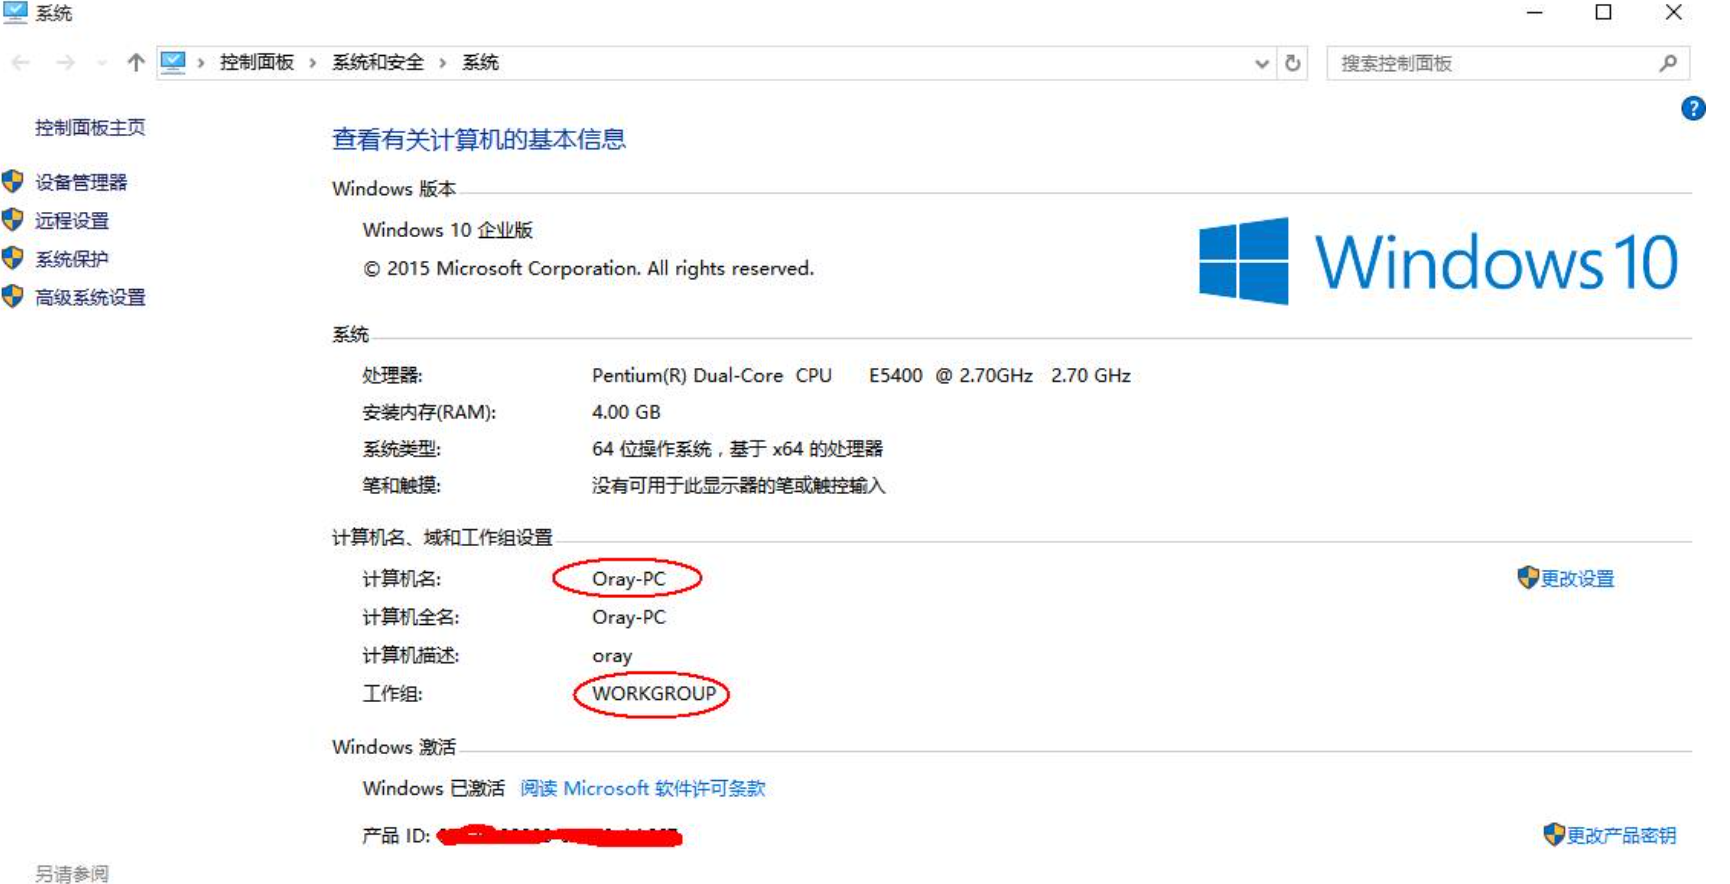 系统
控制面板 › 系统和安全 › 系统
搜索控制面板
控制面板主页
设备管理器
远程设置
系统保护
高级系统设置
查看有关计算机的基本信息
Windows 版本
Windows 10 企业版
© 2015 Microsoft Corporation. All rights reserved.
Windows 10
系统
处理器: Pentium(R) Dual-Core CPU E5400 @ 2.70GHz 2.70 GHz
安装内存(RAM): 4.00 GB
系统类型: 64 位操作系统，基于 x64 的处理器
笔和触摸: 没有可用于此显示器的笔或触控输入
计算机名、域和工作组设置
计算机名: Oray-PC 更改设置
计算机全名: Oray-PC
计算机描述: oray
工作组: WORKGROUP
Windows 激活
Windows 已激活 阅读 Microsoft 软件许可条款
产品 ID: 更改产品密钥
另请参阅